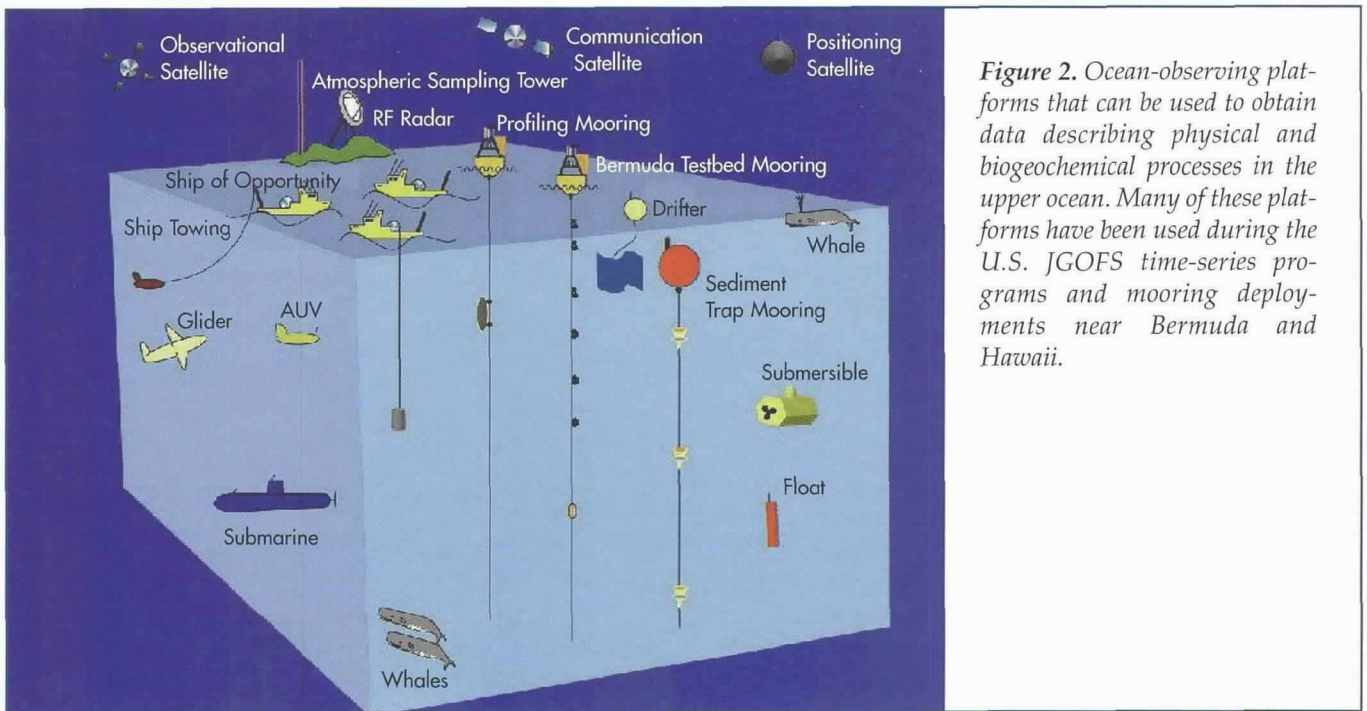 Observational
Satellite
Communication
Satellite
Positioning
Satellite
Atmospheric Sampling Tower
RF Radar
Profiling Mooring
Bermuda Testbed Mooring
Ship of Opportunity
Drifter
Ship Towing
Whale
Sediment
Trap Mooring
Glider
AUV
Submersible
Float
Submarine
Whales
Figure 2. Ocean-observing plat-
forms that can be used to obtain
data describing physical and
biogeochemical processes in the
upper ocean. Many of these plat-
forms have been used during the
U.S. JGOFS time-series pro-
grams and mooring deploy-
ments near Bermuda and
Hawaii.